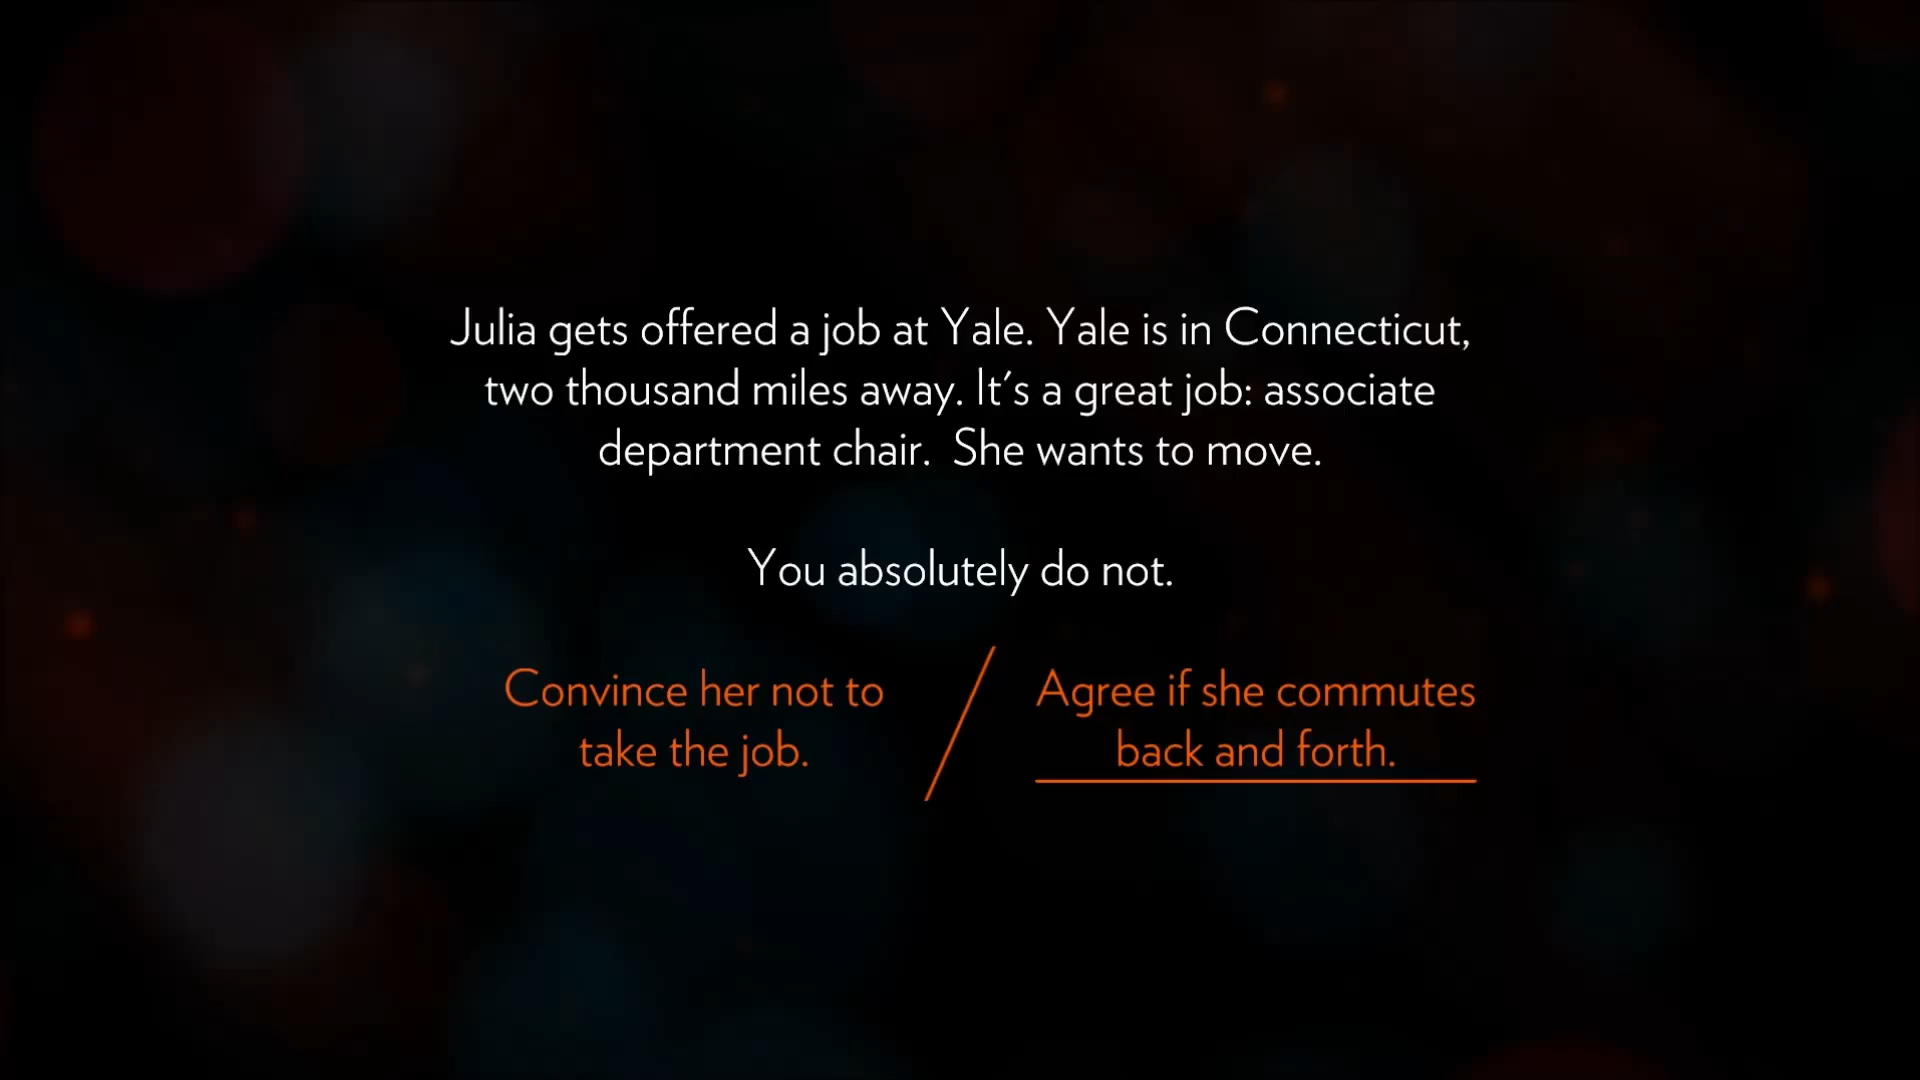 Julia gets offered a job at Yale. Yale is in Connecticut,
two thousand miles away. It's a great job: associate
department chair.  She wants to move.
You absolutely do not.
Convince her not to
take the job.
Agree if she commutes
back and forth.